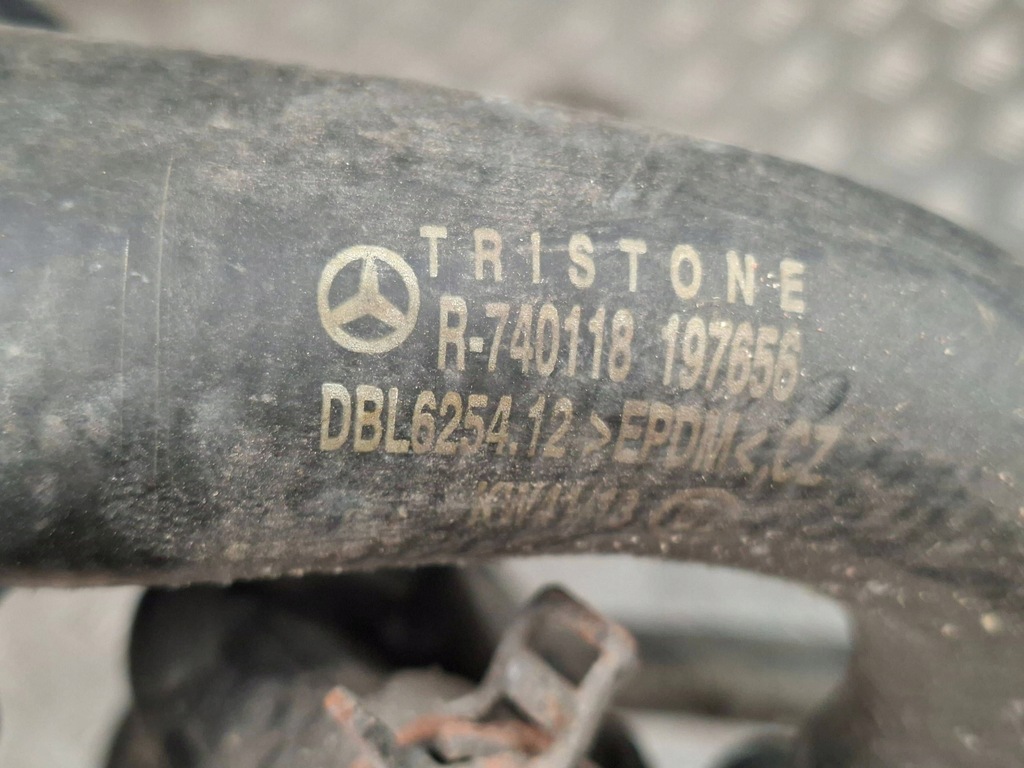 TRISTONE
R-740118 197656
DBL6254.12 >EPDM<,CZ